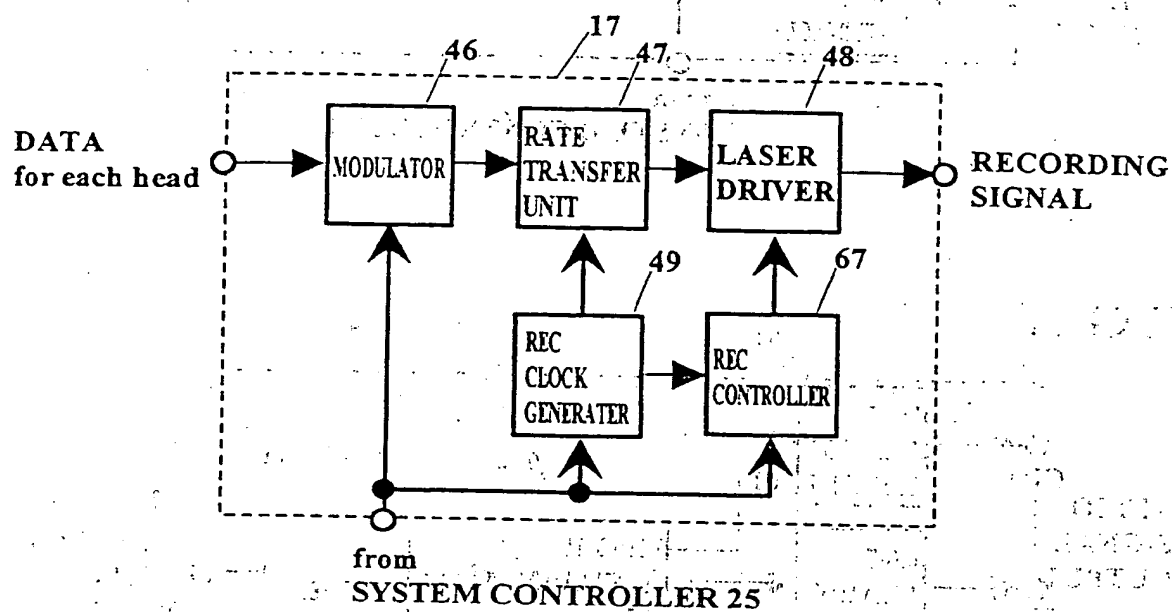 17
46
47
48
DATA
for each head
MODULATOR
RATE
TRANSFER
UNIT
LASER
DRIVER
RECORDING
SIGNAL
49
67
REC
CLOCK
GENERATER
REC
CONTROLLER
from
SYSTEM CONTROLLER 25